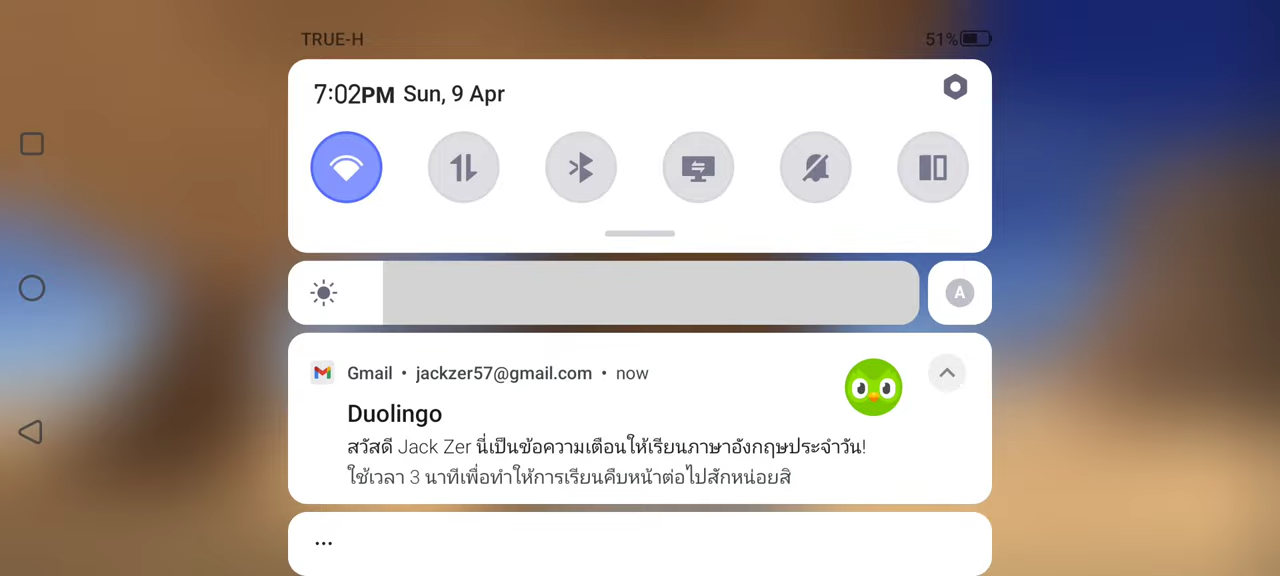 TRUE-H
51%
7:02PM Sun, 9 Apr
A
Gmail • jackzer57@gmail.com • now
Duolingo
สวัสดี Jack Zer นี่เป็นข้อความเตือนให้เรียนภาษาอังกฤษประจำวัน!
ใช้เวลา 3 นาทีเพื่อทำให้การเรียนคืบหน้าต่อไปสักหน่อยสิ
...